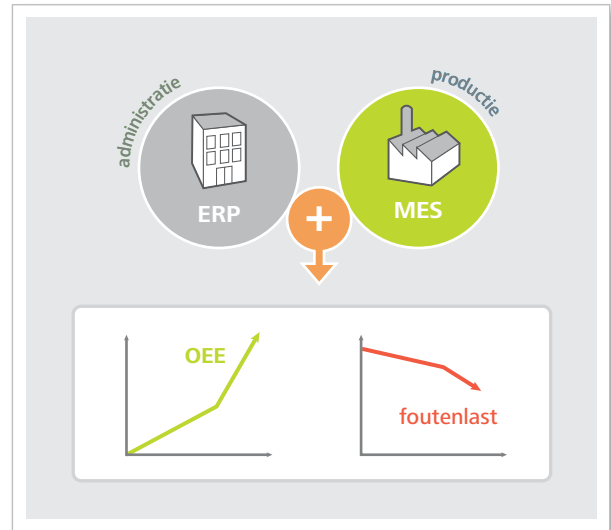 administratie
productie
ERP
MES
+
OEE
foutenlast